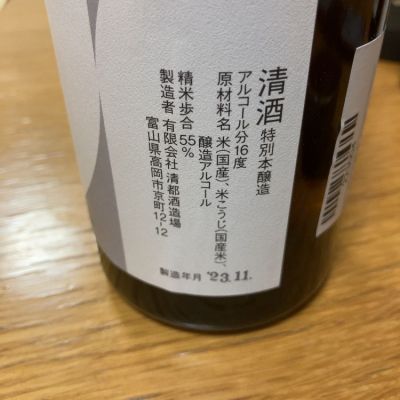 清酒 特別本醸造
アルコール分16度
原材料名 米(国産)、米こうじ(国産米)、
醸造アルコール
精米歩合 55%
製造者 有限会社 清都酒造場
富山県高岡市京町12-12
製造年月 '23.11.